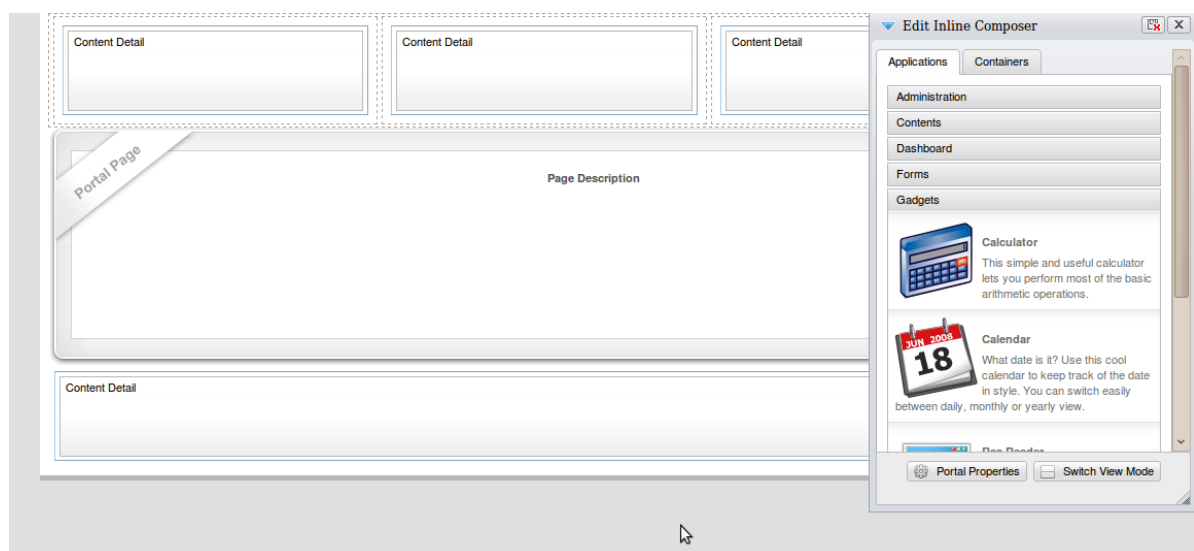 Content Detail
Content Detail
Content Detail
Portal Page
Page Description
Content Detail
Edit Inline Composer
X
Applications
Containers
Administration
Contents
Dashboard
Forms
Gadgets
Calculator
This simple and useful calculator
lets you perform most of the basic
arithmetic operations.
JUN 2008
18
Calendar
What date is it? Use this cool
calendar to keep track of the date
in style. You can switch easily
between daily, monthly or yearly view.
Portal Properties
Switch View Mode